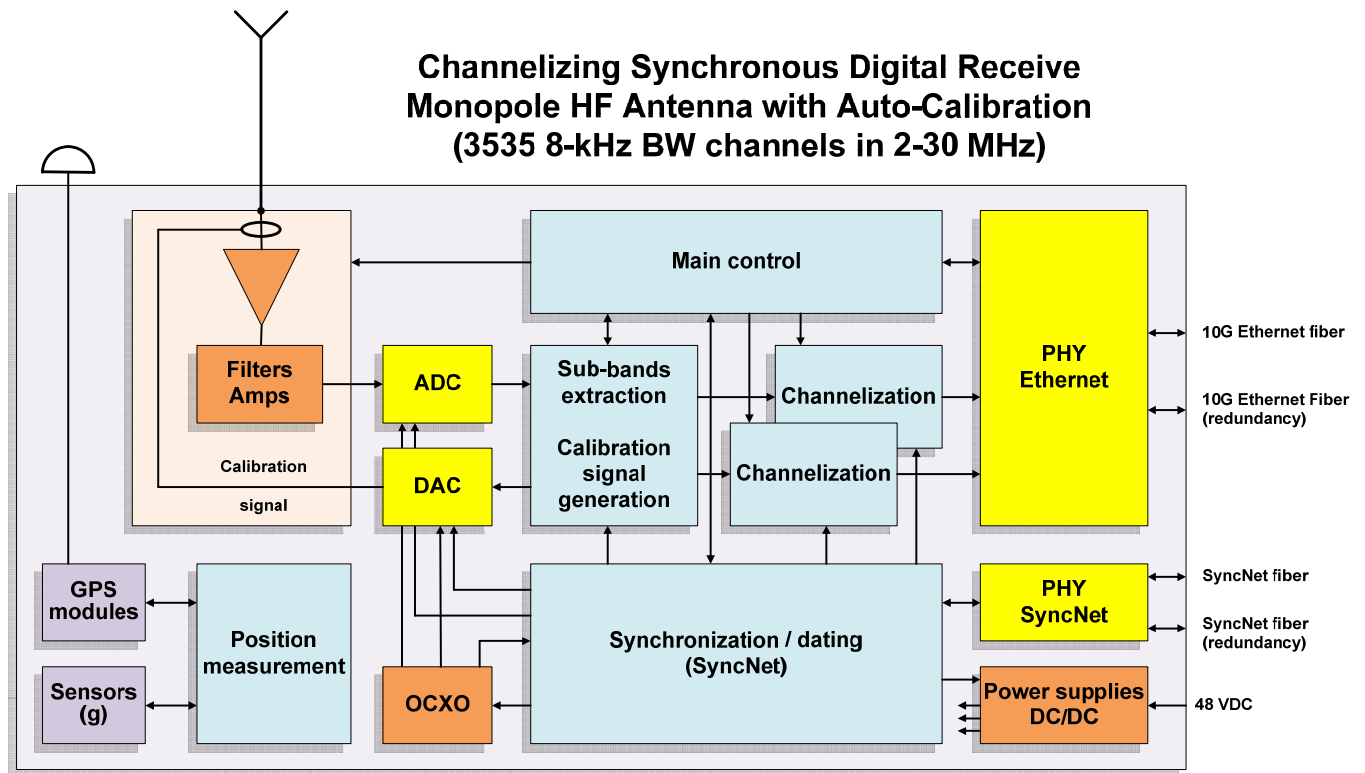 Channelizing Synchronous Digital Receive
Monopole HF Antenna with Auto-Calibration
(3535 8-kHz BW channels in 2-30 MHz)
Main control
Filters
Amps
ADC
Sub-bands
extraction
Calibration
signal
generation
Channelization
Channelization
PHY
Ethernet
10G Ethernet fiber
10G Ethernet Fiber
(redundancy)
Calibration
signal
DAC
GPS
modules
Position
measurement
Sensors
(g)
OCXO
Synchronization / dating
(SyncNet)
PHY
SyncNet
SyncNet fiber
SyncNet fiber
(redundancy)
Power supplies
DC/DC
48 VDC